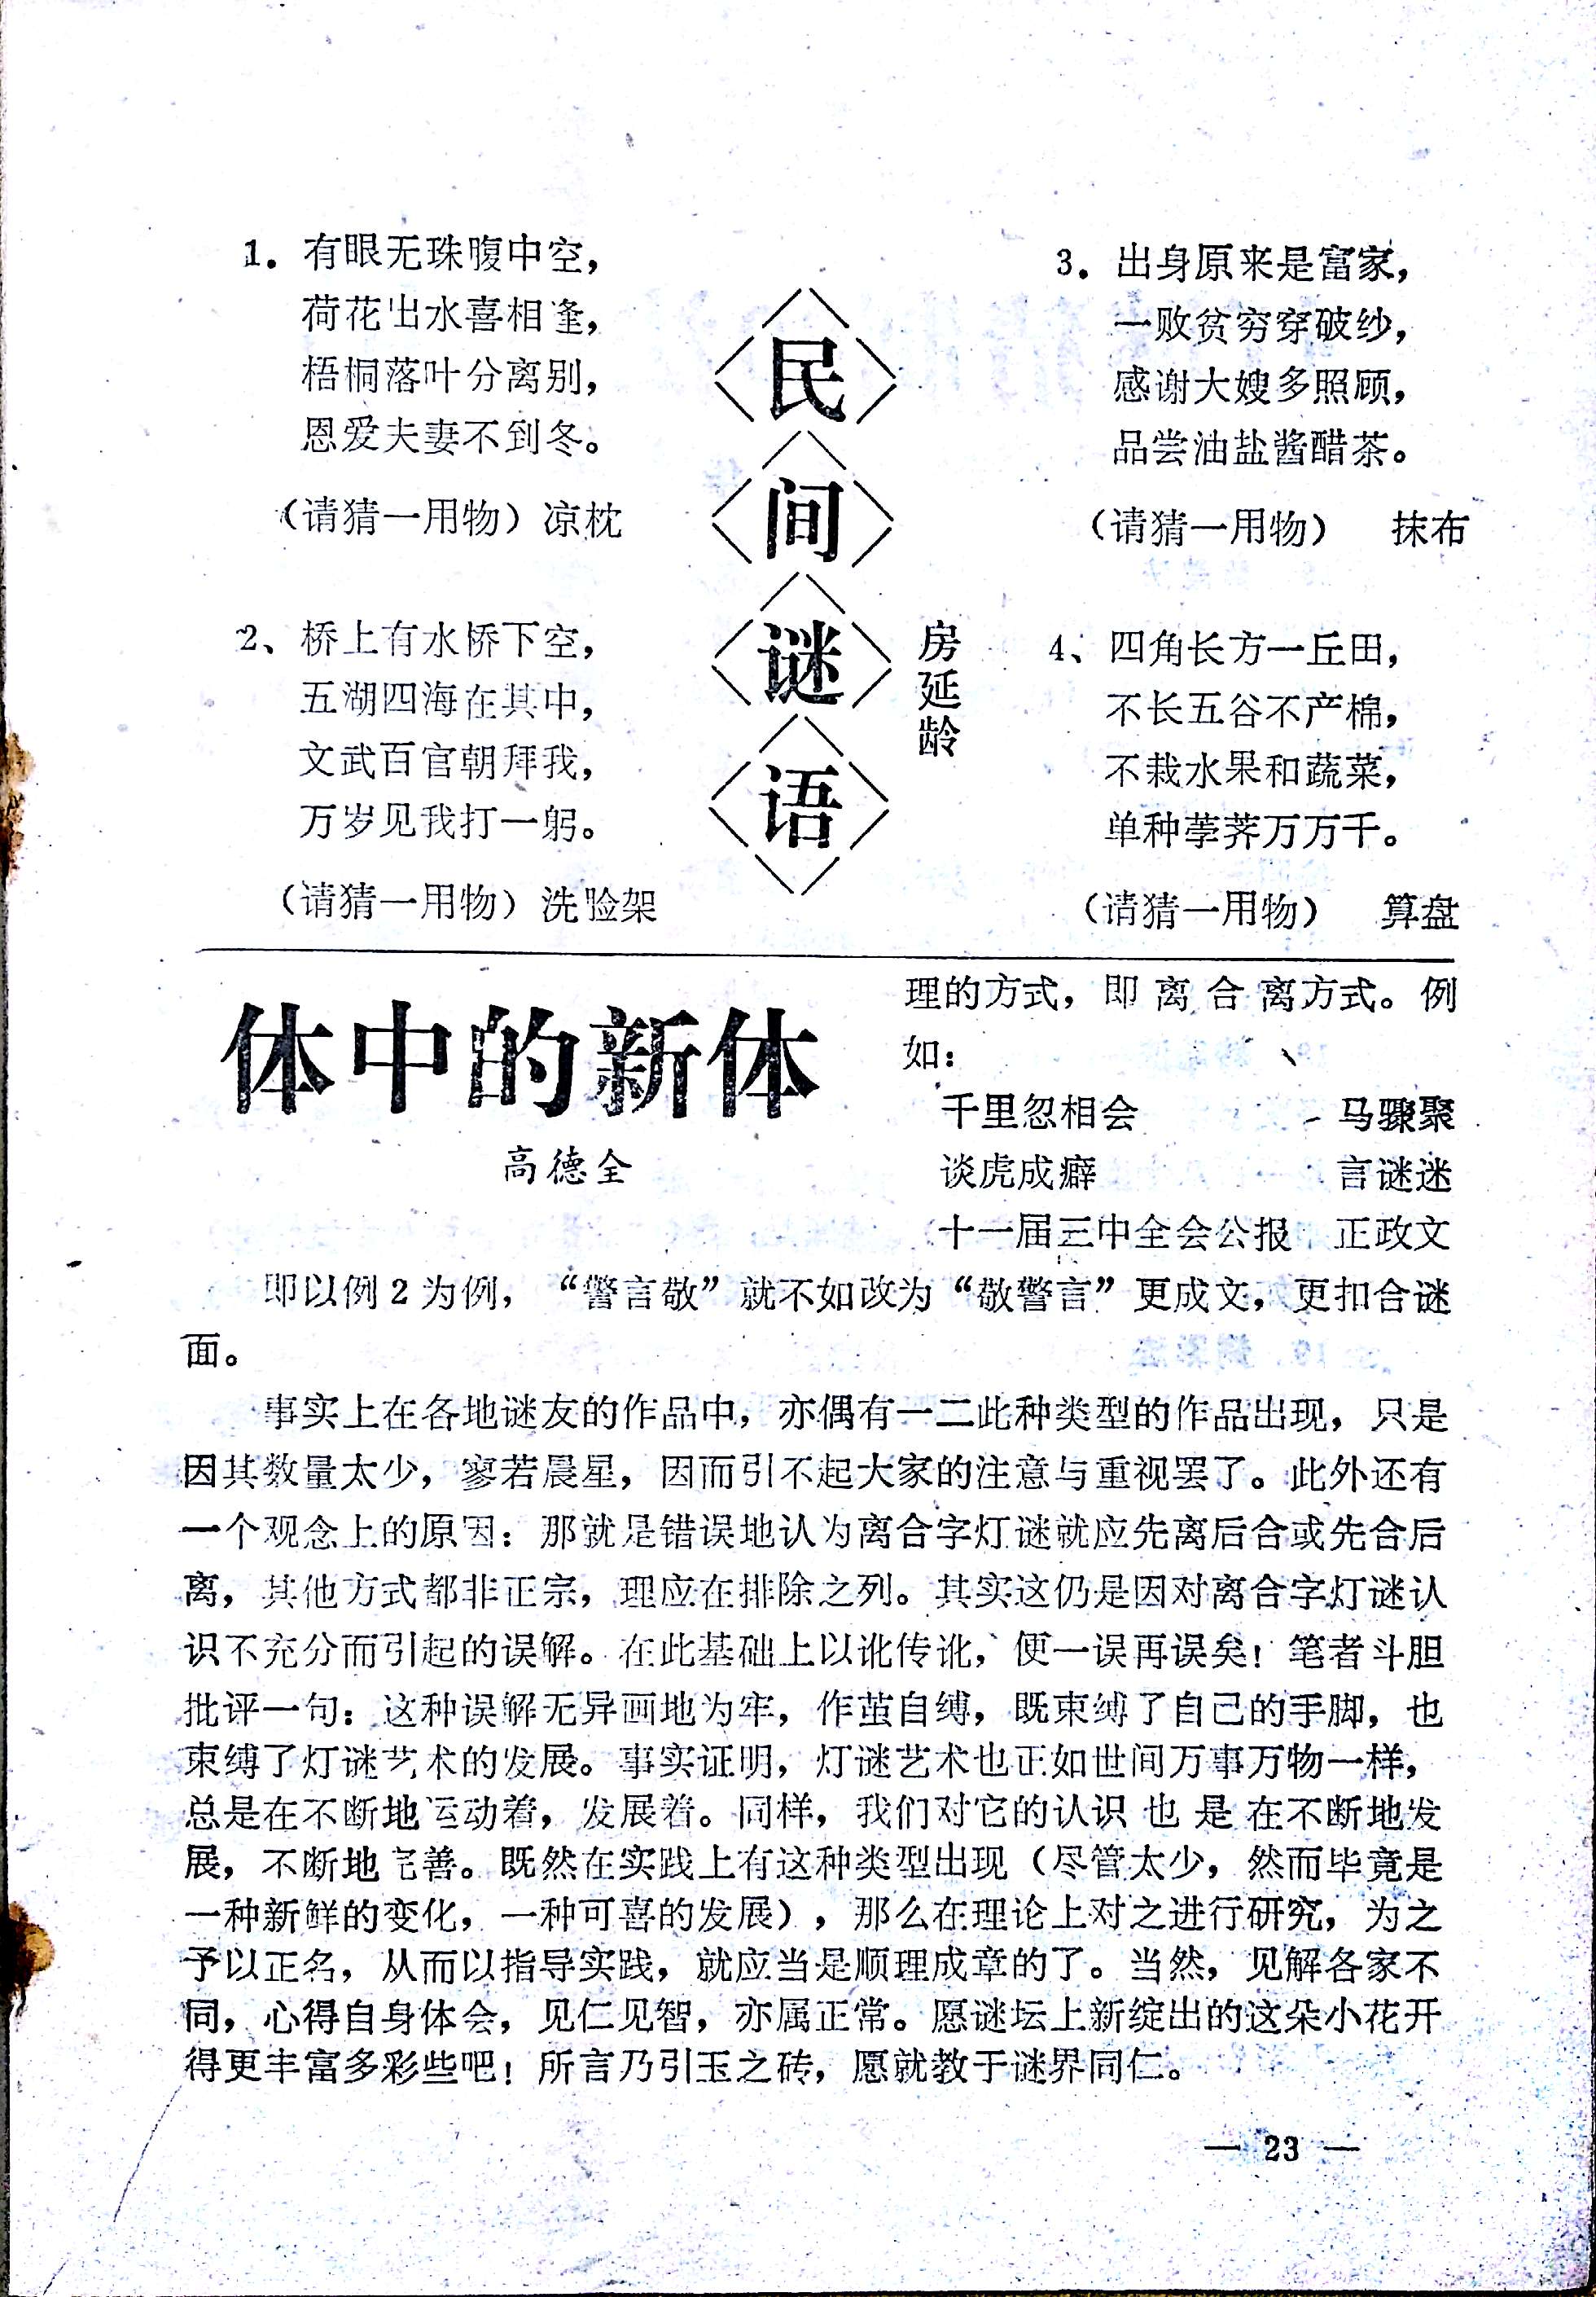 民间谜语
房延龄
1. 有眼无珠腹中空，
荷花出水喜相逢，
梧桐落叶分离别，
恩爱夫妻不到冬。
（请猜一用物）凉枕
2、桥上有水桥下空，
五湖四海在其中，
文武百官朝拜我，
万岁见我打一躬。
（请猜一用物）洗脸架
3. 出身原来是富家，
一败贫穷穿破纱，
感谢大嫂多照顾，
品尝油盐酱醋茶。
（请猜一用物） 抹布
4、四角长方一丘田，
不长五谷不产棉，
不栽水果和蔬菜，
单种荸荠万万千。
（请猜一用物） 算盘
体中的新体
高德全
理的方式，即离合离方式。例
如：
千里忽相会 马骤聚
谈虎成癖 言谜迷
十一届三中全会公报 正政文
即以例2为例，“警言敬”就不如改为“敬警言”更成文，更扣合谜
面。
事实上在各地谜友的作品中，亦偶有一二此种类型的作品出现，只是
因其数量太少，寥若晨星，因而引不起大家的注意与重视罢了。此外还有
一个观念上的原因：那就是错误地认为离合字灯谜就应先离后合或先合后
离，其他方式都非正宗，理应在排除之列。其实这仍是因对离合字灯谜认
识不充分而引起的误解。在此基础上以讹传讹，便一误再误矣！笔者斗胆
批评一句：这种误解无异画地为牢，作茧自缚，既束缚了自己的手脚，也
束缚了灯谜艺术的发展。事实证明，灯谜艺术也正如世间万事万物一样，
总是在不断地运动着，发展着。同样，我们对它的认识也是在不断地发
展，不断地完善。既然在实践上有这种类型出现（尽管太少，然而毕竟是
一种新鲜的变化，一种可喜的发展），那么在理论上对之进行研究，为之
予以正名，从而以指导实践，就应当是顺理成章的了。当然，见解各家不
同，心得自身体会，见仁见智，亦属正常。愿谜坛上新绽出的这朵小花开
得更丰富多彩些吧！所言乃引玉之砖，愿就教于谜界同仁。
— 23 —